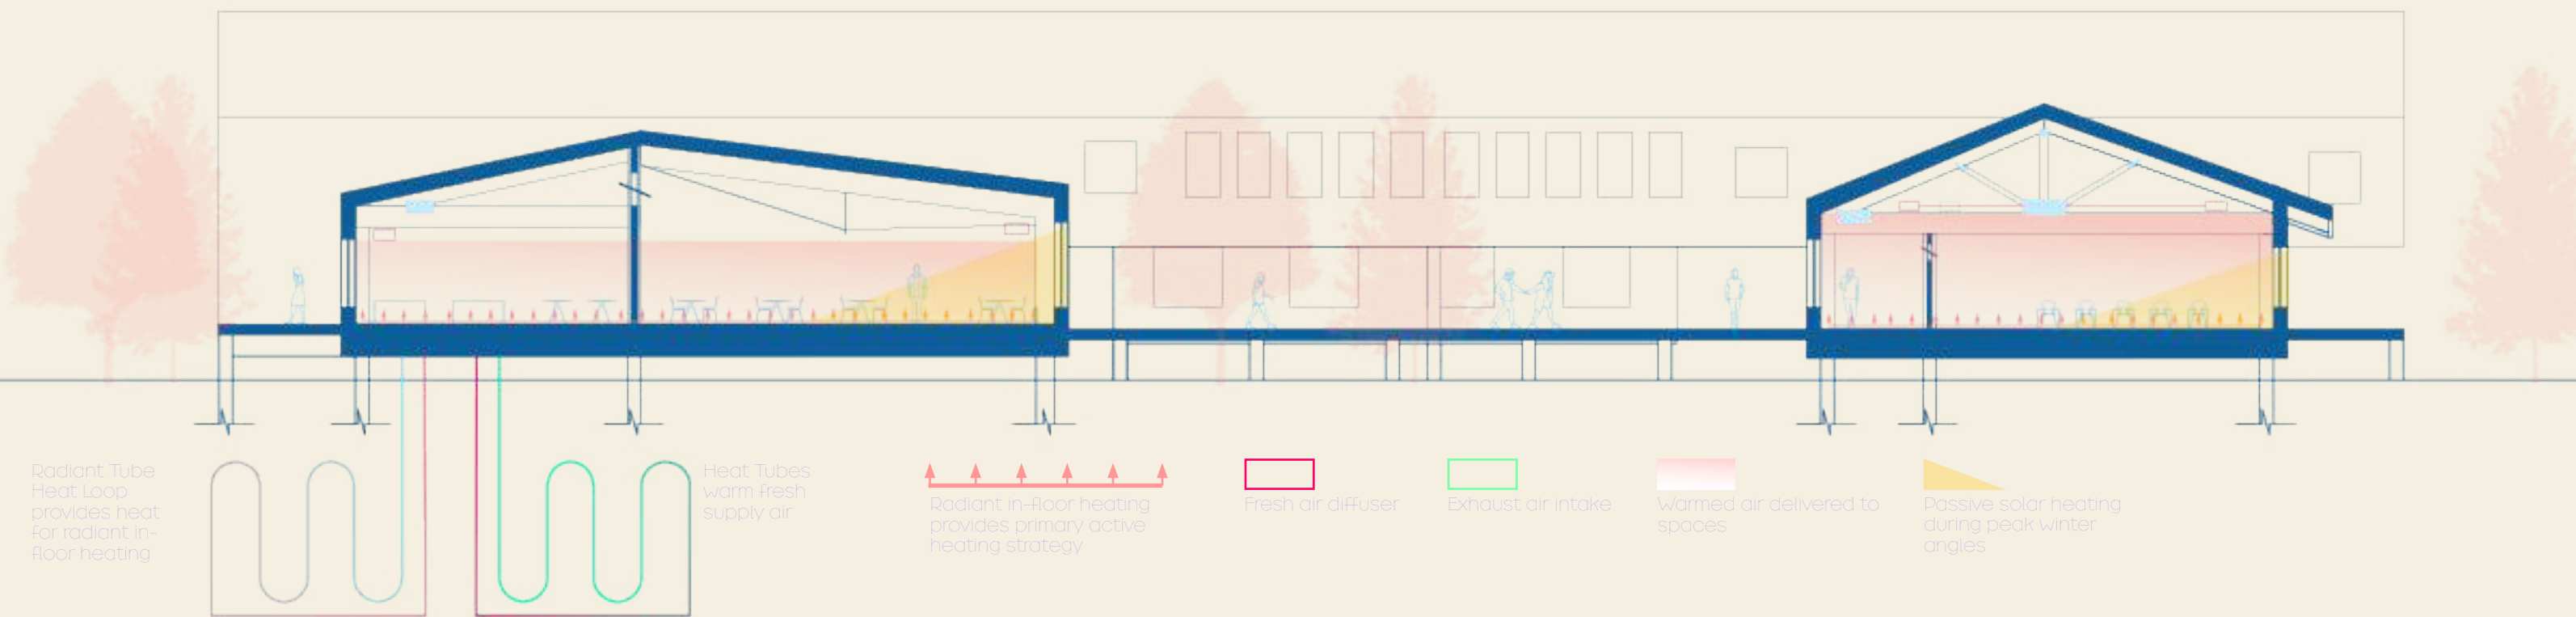 Radiant Tube
Heat Loop
provides heat
for radiant in-
floor heating
Heat Tubes
warm fresh
supply air
Radiant in-floor heating
provides primary active
heating strategy
Fresh air diffuser
Exhaust air intake
Warmed air delivered to
spaces
Passive solar heating
during peak winter
angles